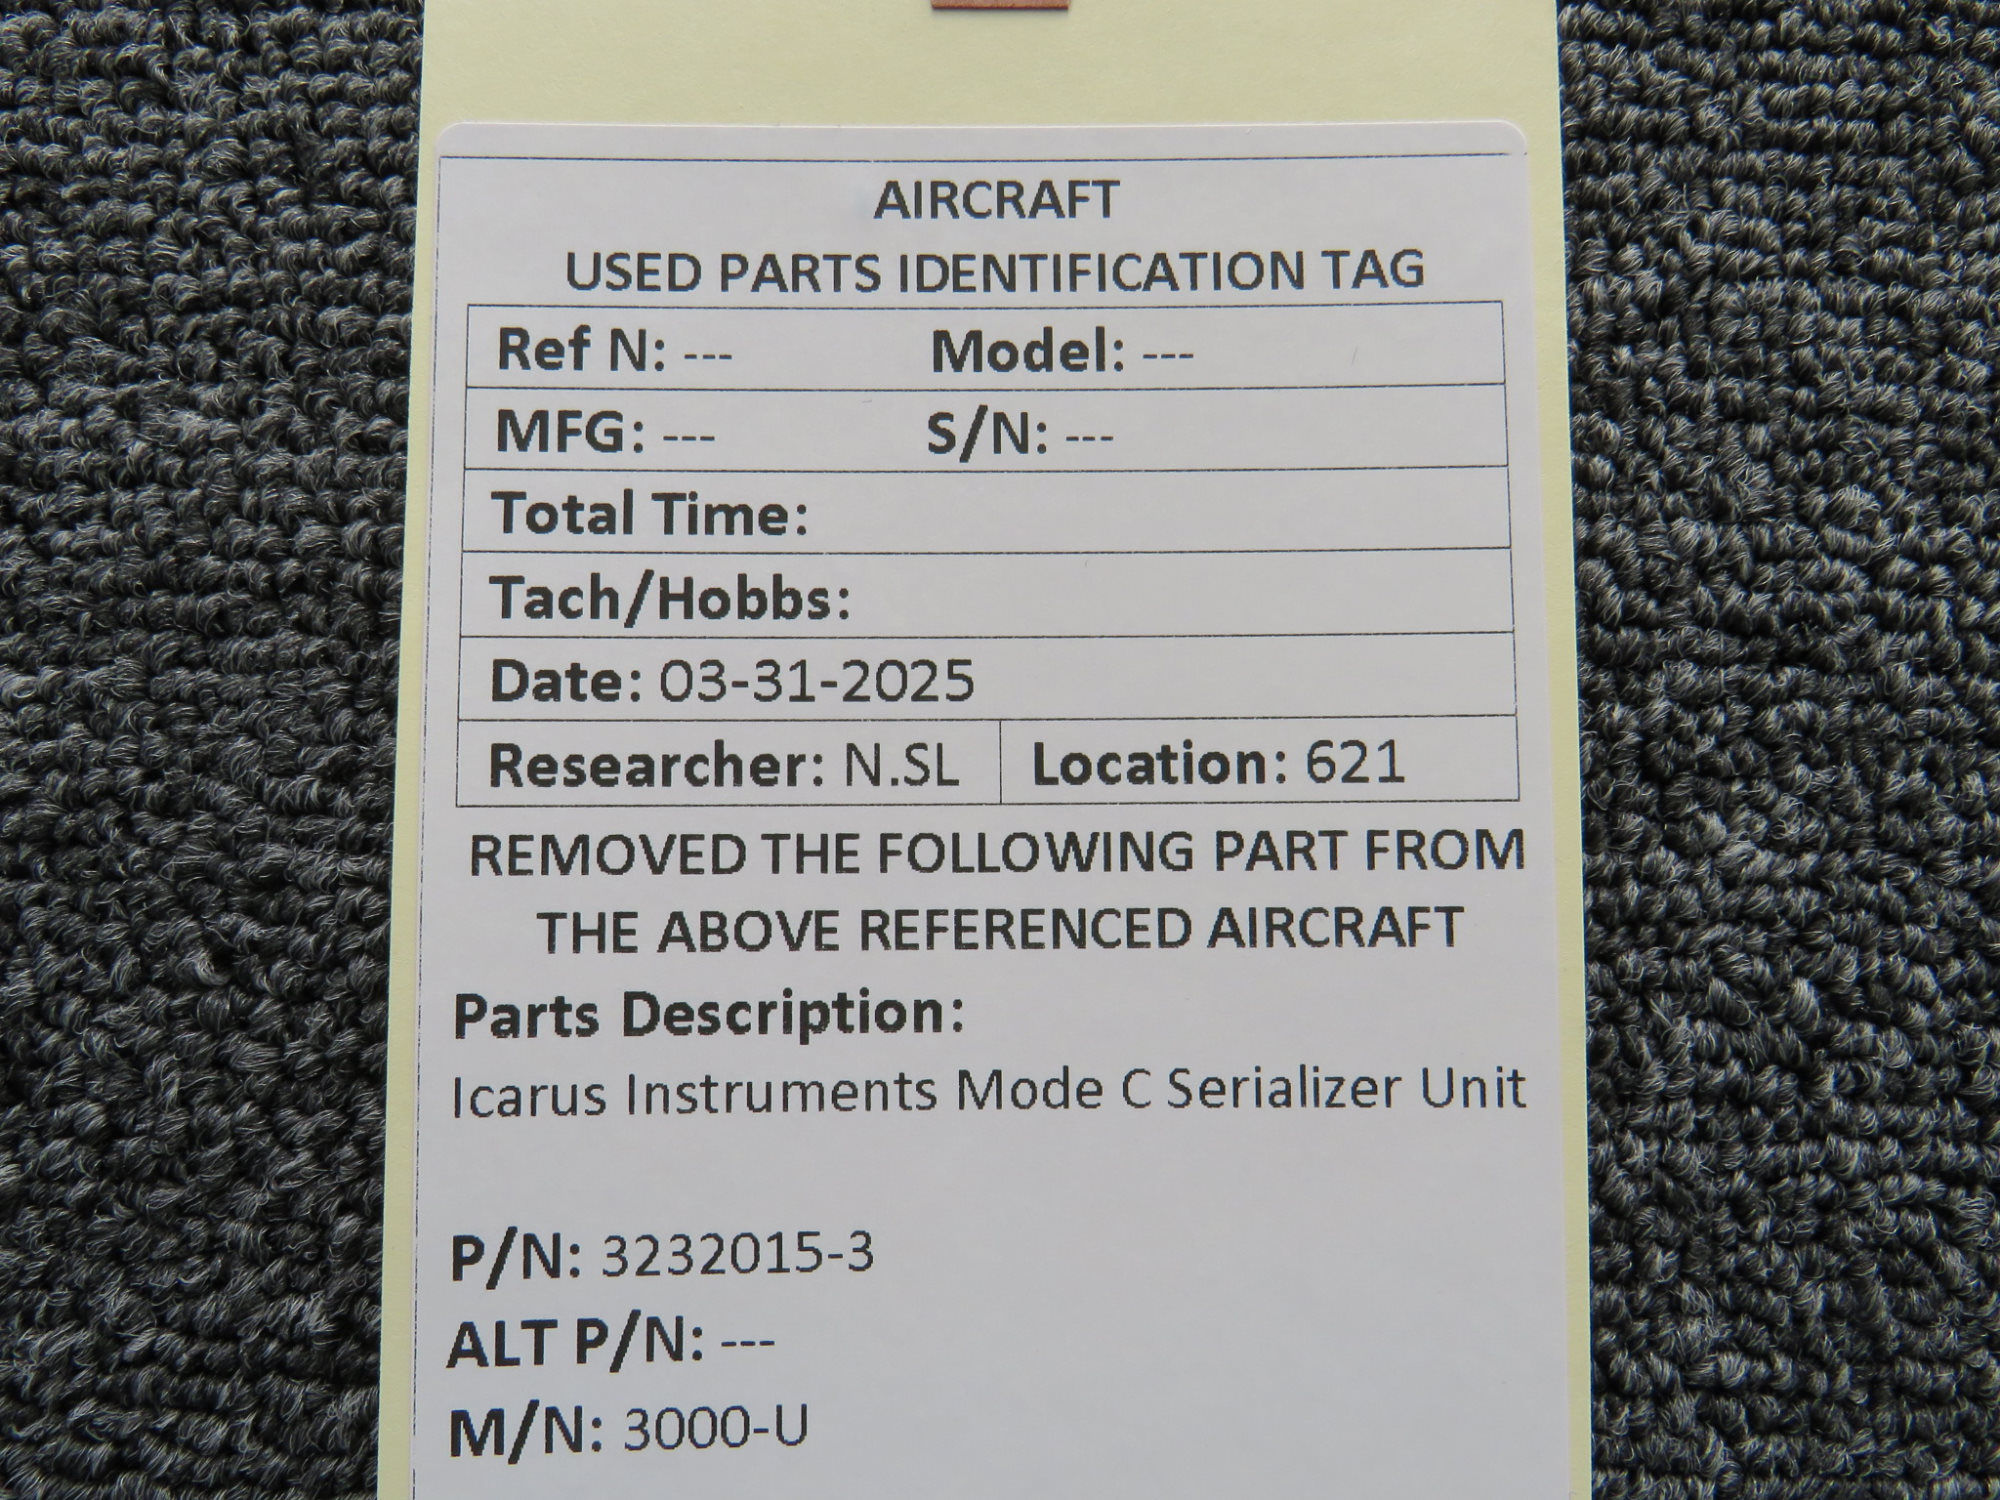 AIRCRAFT
USED PARTS IDENTIFICATION TAG
Ref N: --- Model: ---
MFG: --- S/N: ---
Total Time:
Tach/Hobbs:
Date: 03-31-2025
Researcher: N.SL Location: 621
REMOVED THE FOLLOWING PART FROM
THE ABOVE REFERENCED AIRCRAFT
Parts Description:
Icarus Instruments Mode C Serializer Unit
P/N: 3232015-3
ALT P/N: ---
M/N: 3000-U